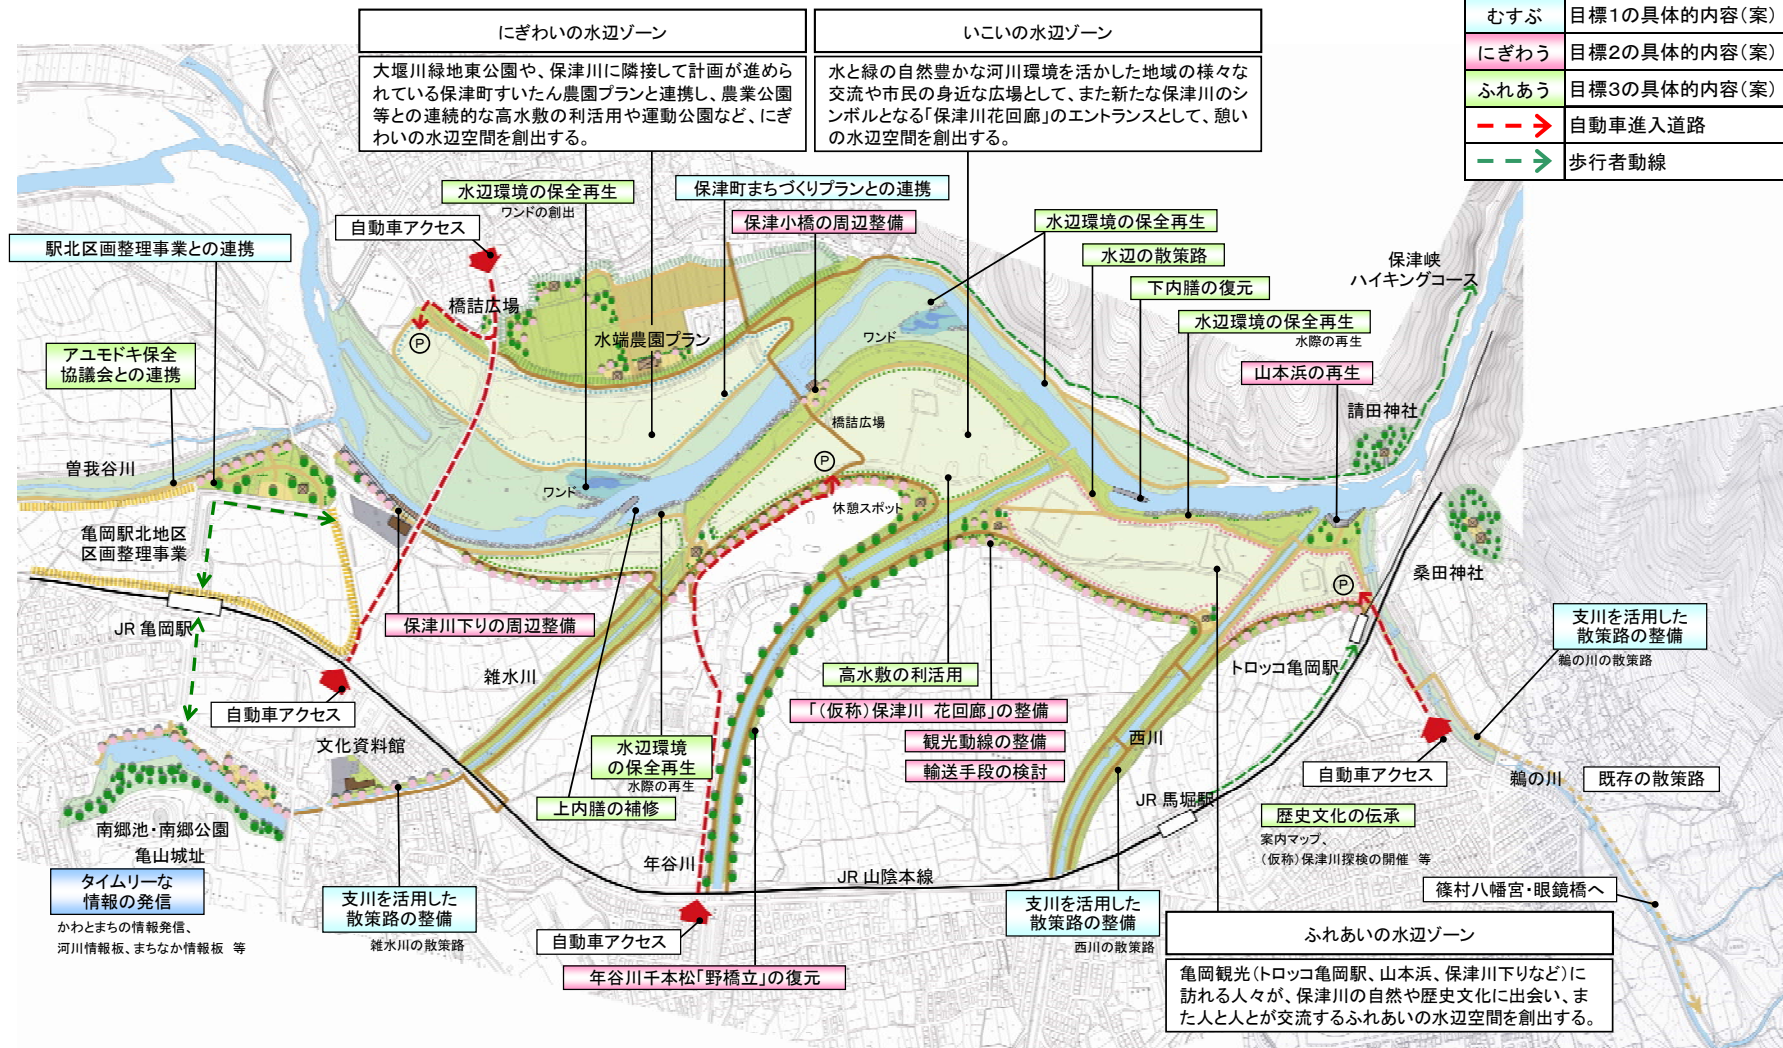 にぎわいの水辺ゾーン
大堰川緑地東公園や、保津川に隣接して計画が進めら
れている保津町すいたん農園プランと連携し、農業公園
等との連続的な高水敷の利活用や運動公園など、にぎ
わいの水辺空間を創出する。
いこいの水辺ゾーン
水と緑の自然豊かな河川環境を活かした地域の様々な
交流や市民の身近な広場として、また新たな保津川のシ
ンボルとなる「保津川花回廊」のエントランスとして、憩い
の水辺空間を創出する。
むすぶ 目標1の具体的内容(案)
にぎわう 目標2の具体的内容(案)
ふれあう 目標3の具体的内容(案)
自動車進入道路
歩行者動線
水辺環境の保全再生
ワンドの創出
保津町まちづくりプランとの連携
保津小橋の周辺整備
自動車アクセス
駅北区画整理事業との連携
水辺環境の保全再生
水辺の散策路
下内膳の復元
水辺環境の保全再生
水際の再生
山本浜の再生
保津峡
ハイキングコース
橋詰広場
P
水端農園プラン
ワンド
アユモドキ保全
協議会との連携
請田神社
橋詰広場
P
曽我谷川
ワンド
休憩スポット
亀岡駅北地区
区画整理事業
桑田神社
P
JR 亀岡駅
保津川下りの周辺整備
支川を活用した
散策路の整備
鵜の川の散策路
雑水川
高水敷の利活用
トロッコ亀岡駅
自動車アクセス
「(仮称)保津川 花回廊」の整備
観光動線の整備
輸送手段の検討
西川
文化資料館
水辺環境
の保全再生
水際の再生
上内膳の補修
自動車アクセス
鵜の川
既存の散策路
JR 馬堀駅
歴史文化の伝承
案内マップ、
(仮称)保津川探検の開催 等
南郷池・南郷公園
亀山城址
年谷川
JR 山陰本線
タイムリーな
情報の発信
かわとまちの情報発信、
河川情報板、まちなか情報板 等
支川を活用した
散策路の整備
雑水川の散策路
自動車アクセス
年谷川千本松「野橋立」の復元
支川を活用した
散策路の整備
西川の散策路
篠村八幡宮・眼鏡橋へ
ふれあいの水辺ゾーン
亀岡観光(トロッコ亀岡駅、山本浜、保津川下りなど)に
訪れる人々が、保津川の自然や歴史文化に出会い、ま
た人と人とが交流するふれあいの水辺空間を創出する。